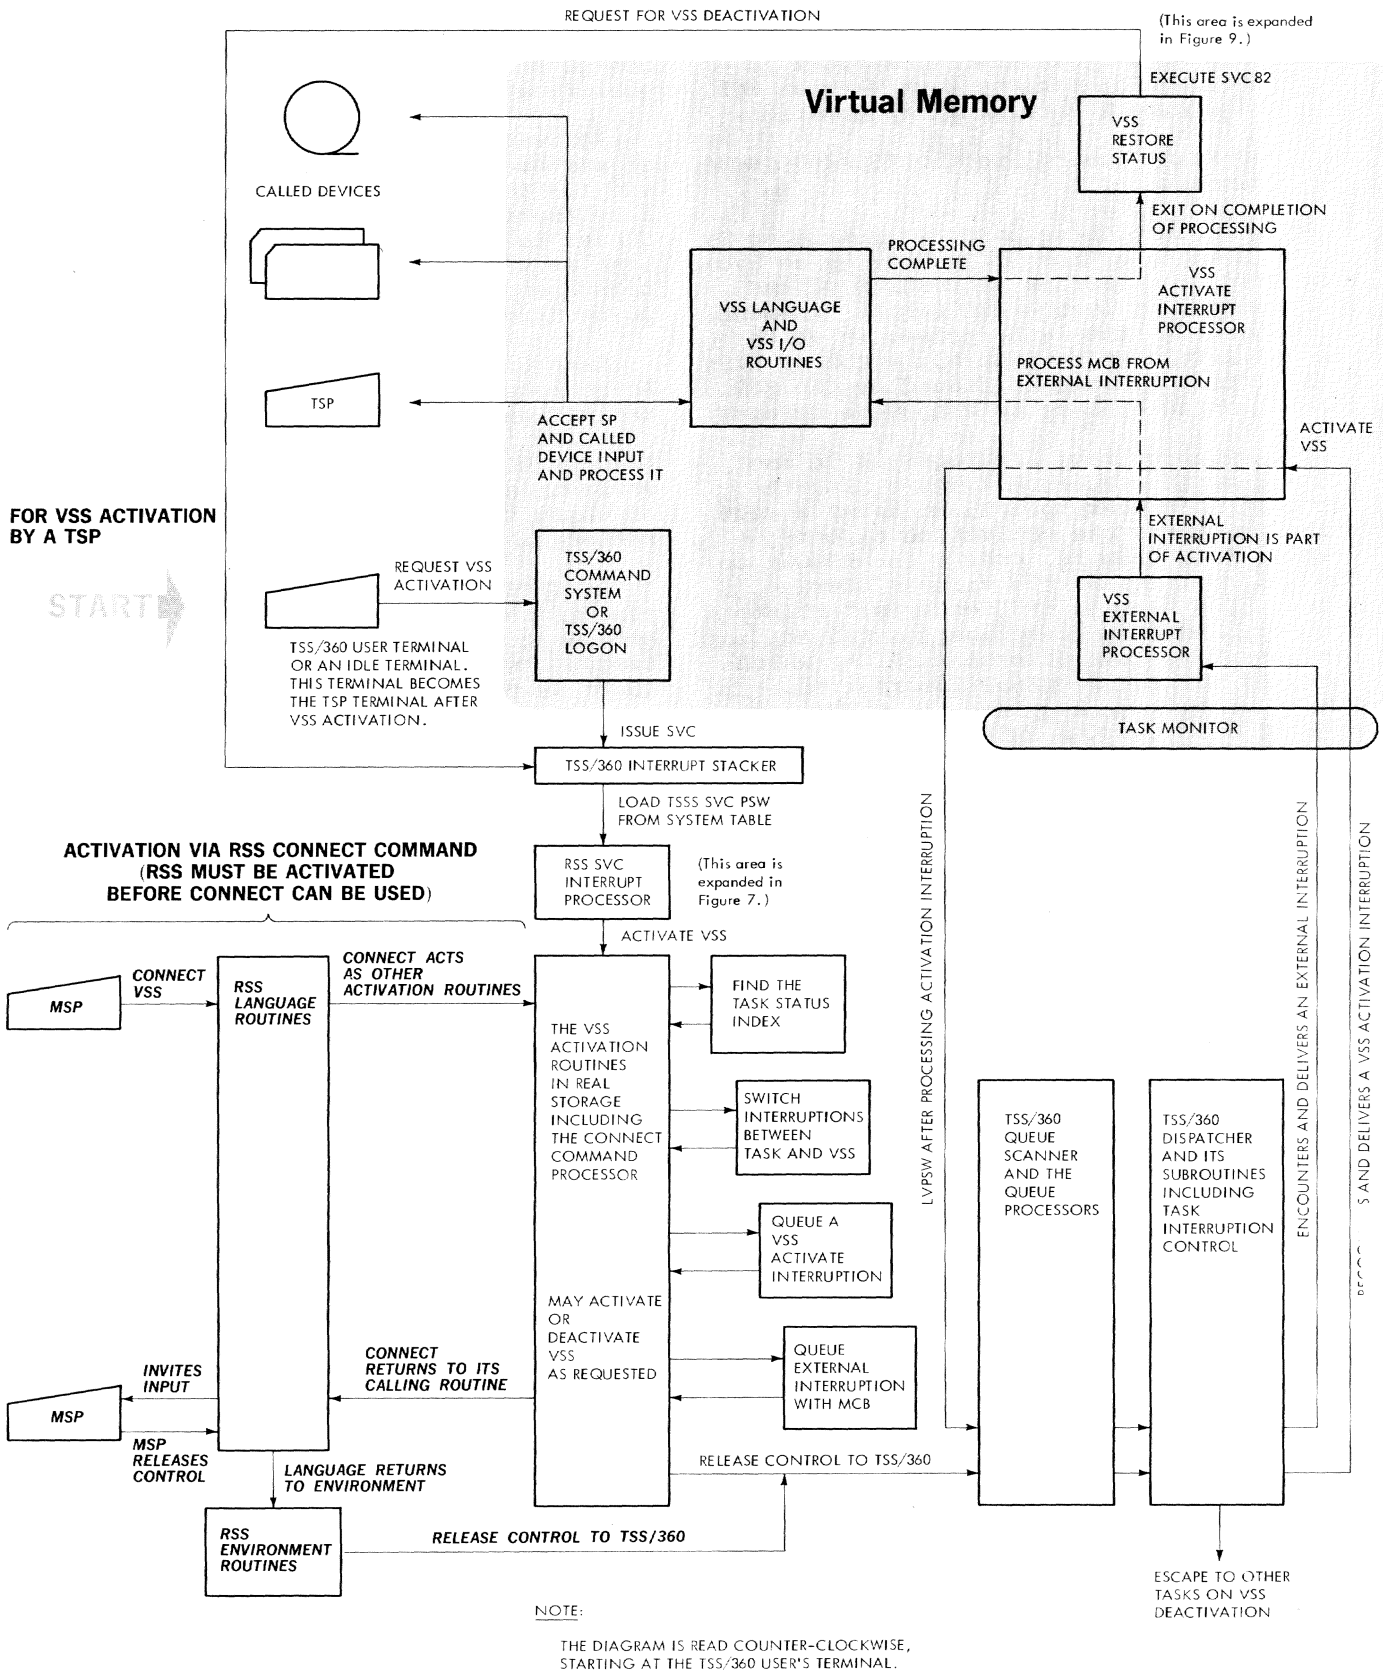 REQUEST FOR VSS DEACTIVATION
(This area is expanded
in Figure 9.)
EXECUTE SVC 82
Virtual Memory
VSS
RESTORE
STATUS
CALLED DEVICES
EXIT ON COMPLETION
OF PROCESSING
PROCESSING
COMPLETE
VSS
ACTIVATE
INTERRUPT
PROCESSOR
VSS LANGUAGE
AND
VSS I/O
ROUTINES
PROCESS MCB FROM
EXTERNAL INTERRUPTION
TSP
ACCEPT SP
AND CALLED
DEVICE INPUT
AND PROCESS IT
ACTIVATE
VSS
FOR VSS ACTIVATION
BY A TSP
START
REQUEST VSS
ACTIVATION
TSS/360
COMMAND
SYSTEM
OR
TSS/360
LOGON
EXTERNAL
INTERRUPTION IS PART
OF ACTIVATION
VSS
EXTERNAL
INTERRUPT
PROCESSOR
TSS/360 USER TERMINAL
OR AN IDLE TERMINAL.
THIS TERMINAL BECOMES
THE TSP TERMINAL AFTER
VSS ACTIVATION.
TASK MONITOR
ISSUE SVC
TSS/360 INTERRUPT STACKER
LOAD TSSS SVC PSW
FROM SYSTEM TABLE
RSS SVC
INTERRUPT
PROCESSOR
(This area is
expanded in
Figure 7.)
ACTIVATE VSS
ACTIVATION VIA RSS CONNECT COMMAND
(RSS MUST BE ACTIVATED
BEFORE CONNECT CAN BE USED)
MSP
CONNECT
VSS
RSS
LANGUAGE
ROUTINES
CONNECT ACTS
AS OTHER
ACTIVATION ROUTINES
THE VSS
ACTIVATION
ROUTINES
IN REAL
STORAGE
INCLUDING
THE CONNECT
COMMAND
PROCESSOR
FIND THE
TASK STATUS
INDEX
SWITCH
INTERRUPTIONS
BETWEEN
TASK AND VSS
QUEUE A
VSS
ACTIVATE
INTERRUPTION
MAY ACTIVATE
OR
DEACTIVATE
VSS
AS REQUESTED
QUEUE
EXTERNAL
INTERRUPTION
WITH MCB
LVPSW AFTER PROCESSING ACTIVATION INTERRUPTION
TSS/360
QUEUE
SCANNER
AND THE
QUEUE
PROCESSORS
TSS/360
DISPATCHER
AND ITS
SUBROUTINES
INCLUDING
TASK
INTERRUPTION
CONTROL
ENCOUNTERS AND DELIVERS AN EXTERNAL INTERRUPTION
S AND DELIVERS A VSS ACTIVATION INTERRUPTION
INVITES
INPUT
MSP
MSP
RELEASES
CONTROL
CONNECT
RETURNS TO ITS
CALLING ROUTINE
LANGUAGE RETURNS
TO ENVIRONMENT
RELEASE CONTROL TO TSS/360
RSS
ENVIRONMENT
ROUTINES
RELEASE CONTROL TO TSS/360
ESCAPE TO OTHER
TASKS ON VSS
DEACTIVATION
NOTE:
THE DIAGRAM IS READ COUNTER-CLOCKWISE,
STARTING AT THE TSS/360 USER'S TERMINAL.